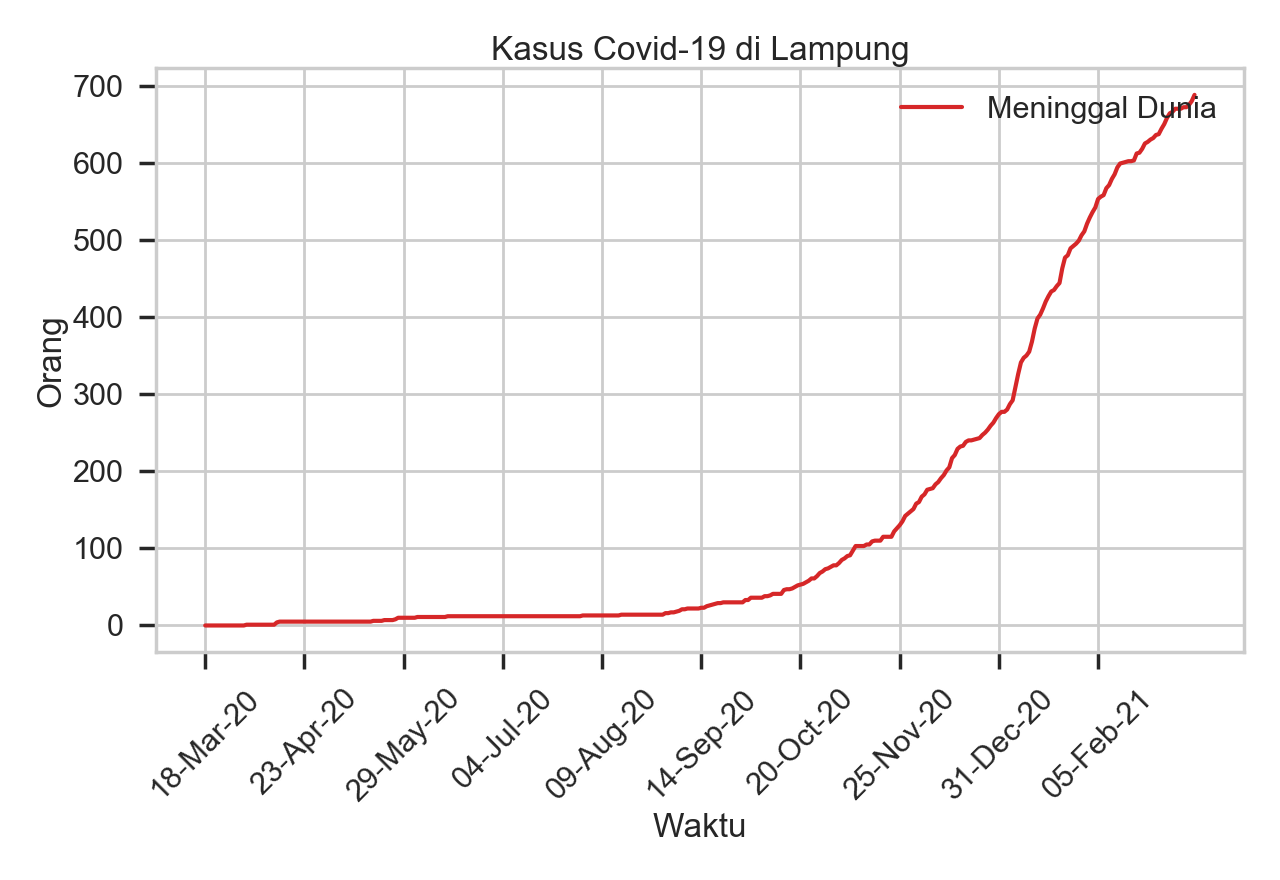 Kasus Covid-19 di Lampung
Meninggal Dunia
700
600
500
400
300
200
100
0
Orang
18-Mar-20
23-Apr-20
29-May-20
04-Jul-20
09-Aug-20
14-Sep-20
20-Oct-20
25-Nov-20
31-Dec-20
05-Feb-21
Waktu